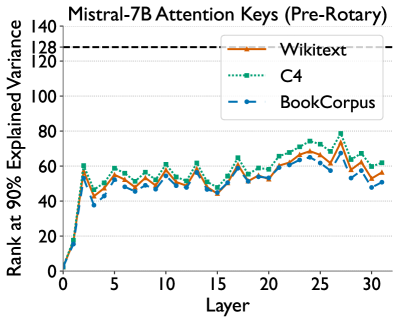 Mistral-7B Attention Keys (Pre-Rotary)
Rank at 90% Explained Variance
140
128
120
100
80
60
40
20
0
Wikitext
C4
BookCorpus
0 5 10 15 20 25 30
Layer